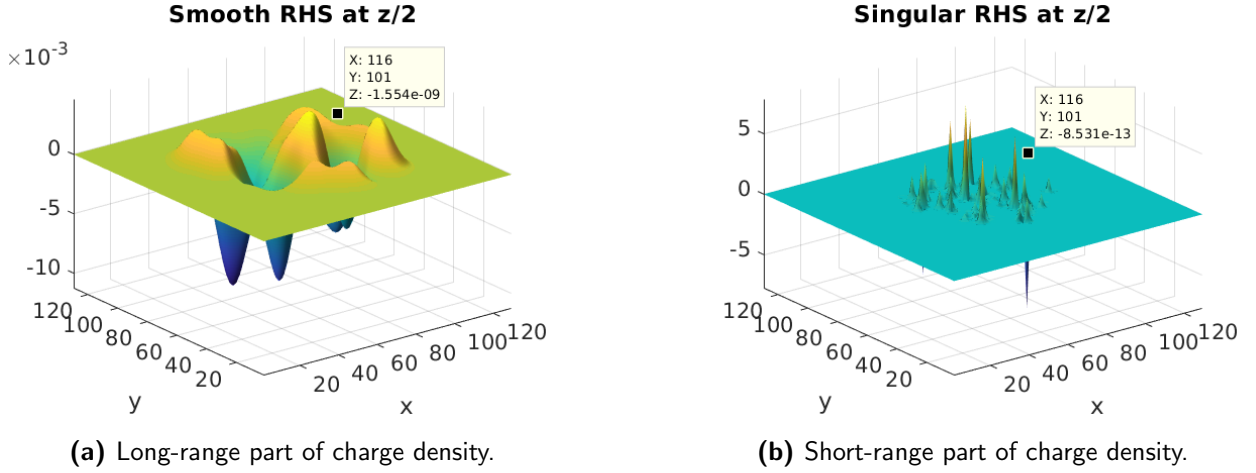 Smooth RHS at z/2
×10⁻³
X: 116
Y: 101
Z: -1.554e-09
0
-5
-10
120
100
80
60
40
20
y
20
40
60
80
100
120
x
(a) Long-range part of charge density.
Singular RHS at z/2
X: 116
Y: 101
Z: -8.531e-13
5
0
-5
120
100
80
60
40
20
y
20
40
60
80
100
120
x
(b) Short-range part of charge density.